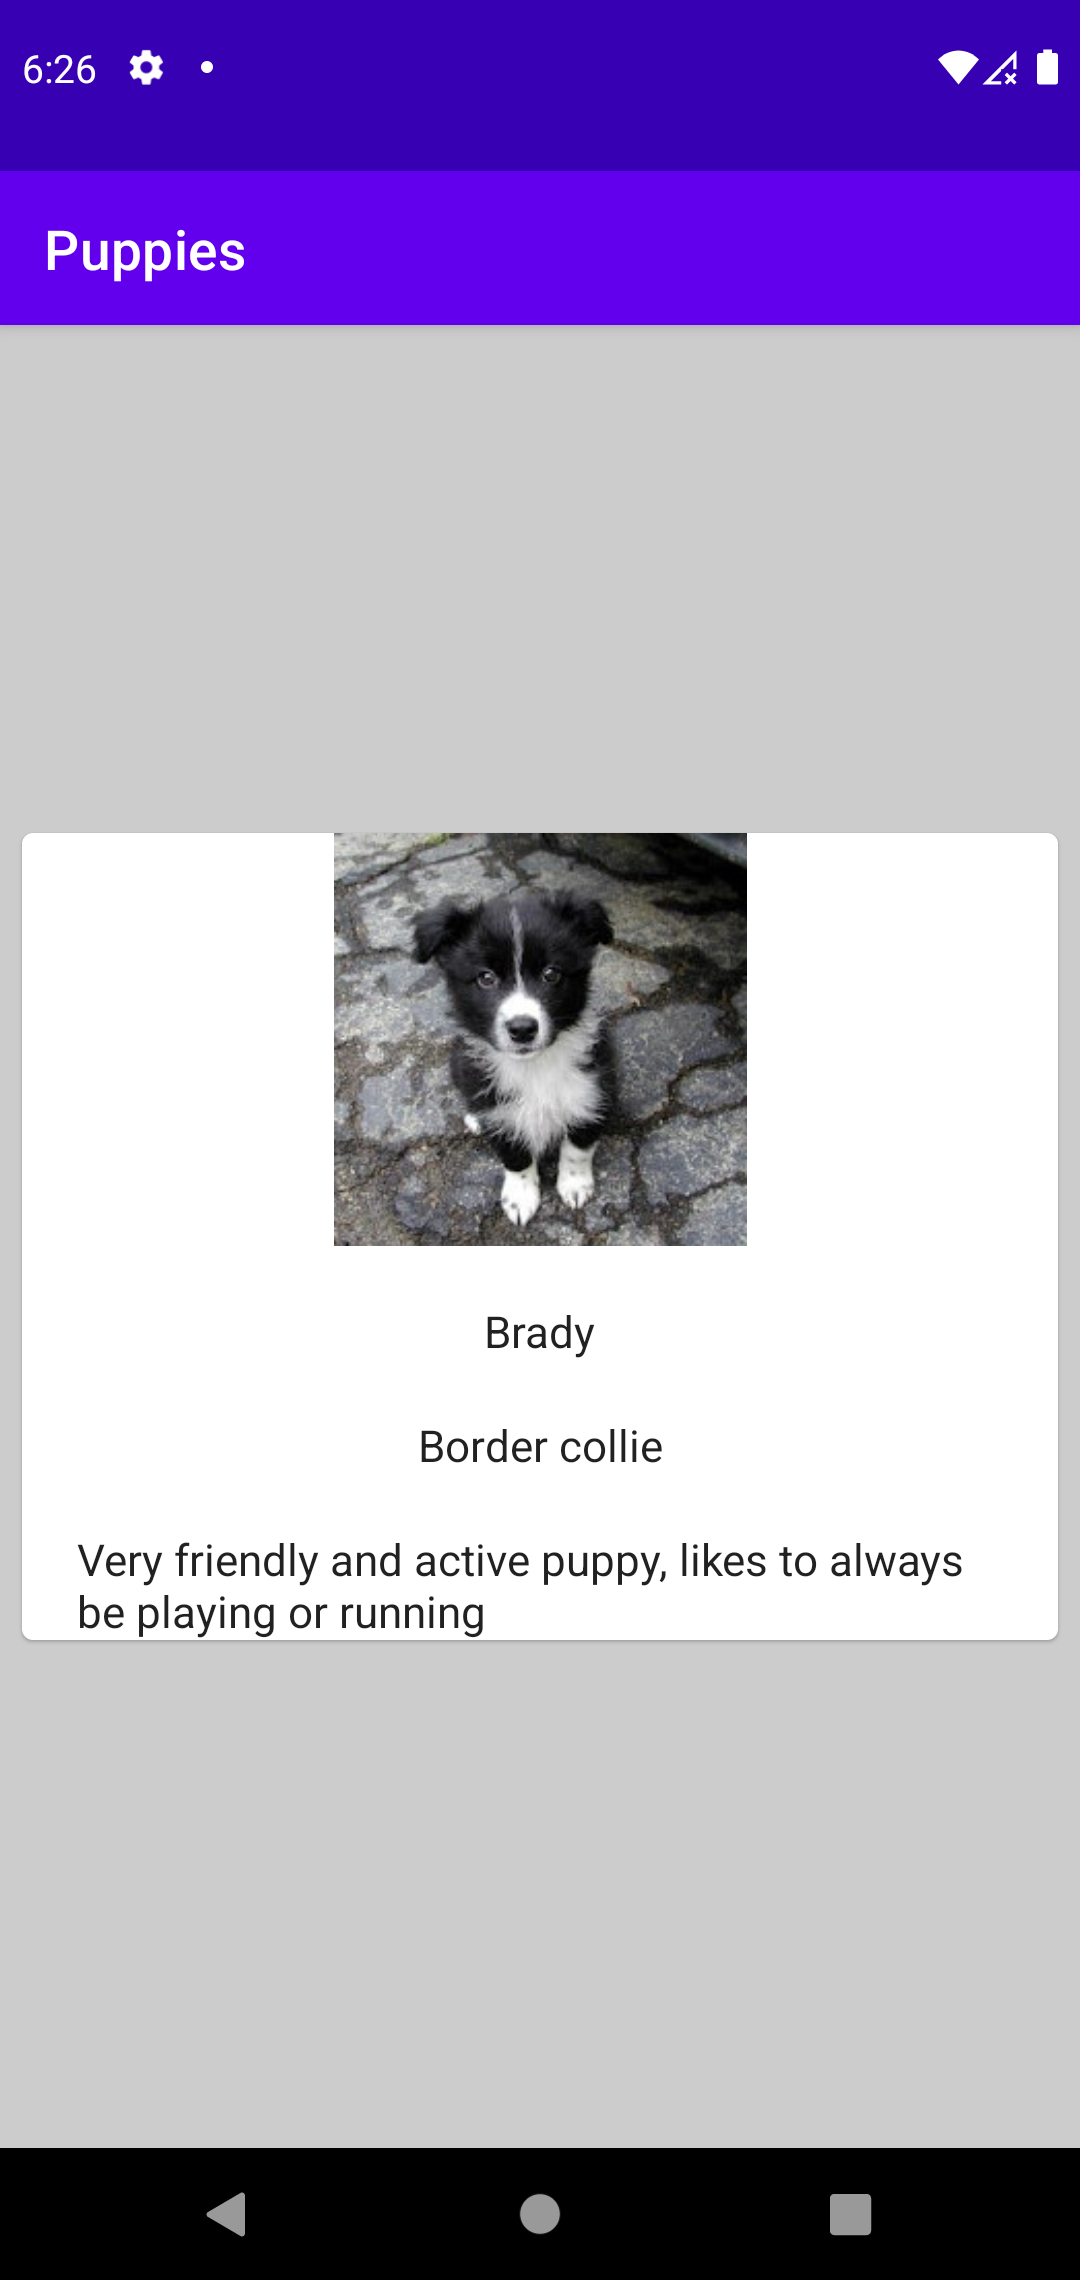 6:26
Puppies
Brady
Border collie
Very friendly and active puppy, likes to always
be playing or running